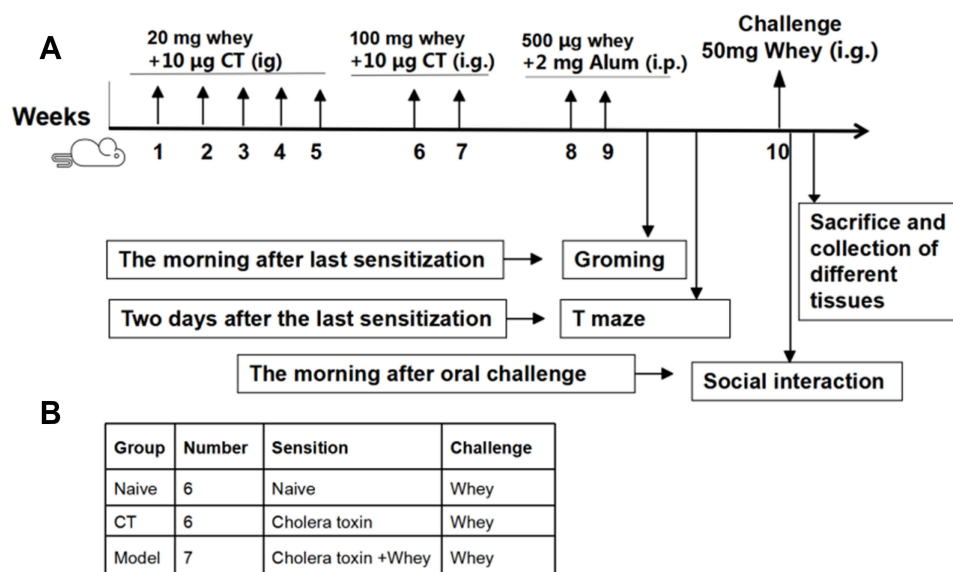 A
20 mg whey
+10 µg CT (ig)
100 mg whey
+10 µg CT (i.g.)
500 µg whey
+2 mg Alum (i.p.)
Challenge
50mg Whey (i.g.)
Weeks
1 2 3 4 5 6 7 8 9 10
The morning after last sensitization
Groming
Two days after the last sensitization
T maze
The morning after oral challenge
Social interaction
Sacrifice and
collection of
different
tissues
B
Group Number Sensition Challenge
Naive 6 Naive Whey
CT 6 Cholera toxin Whey
Model 7 Cholera toxin +Whey Whey